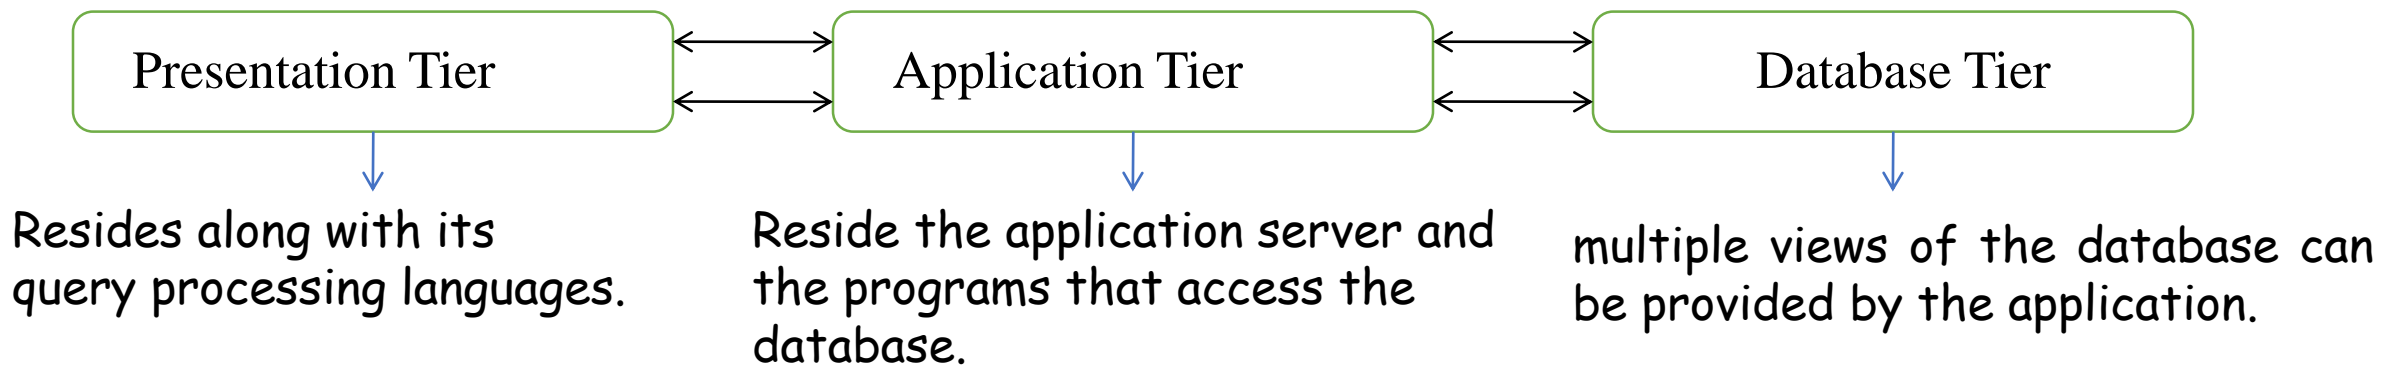 Presentation Tier
Application Tier
Database Tier
Resides along with its
query processing languages.
Reside the application server and
the programs that access the
database.
multiple views of the database can
be provided by the application.